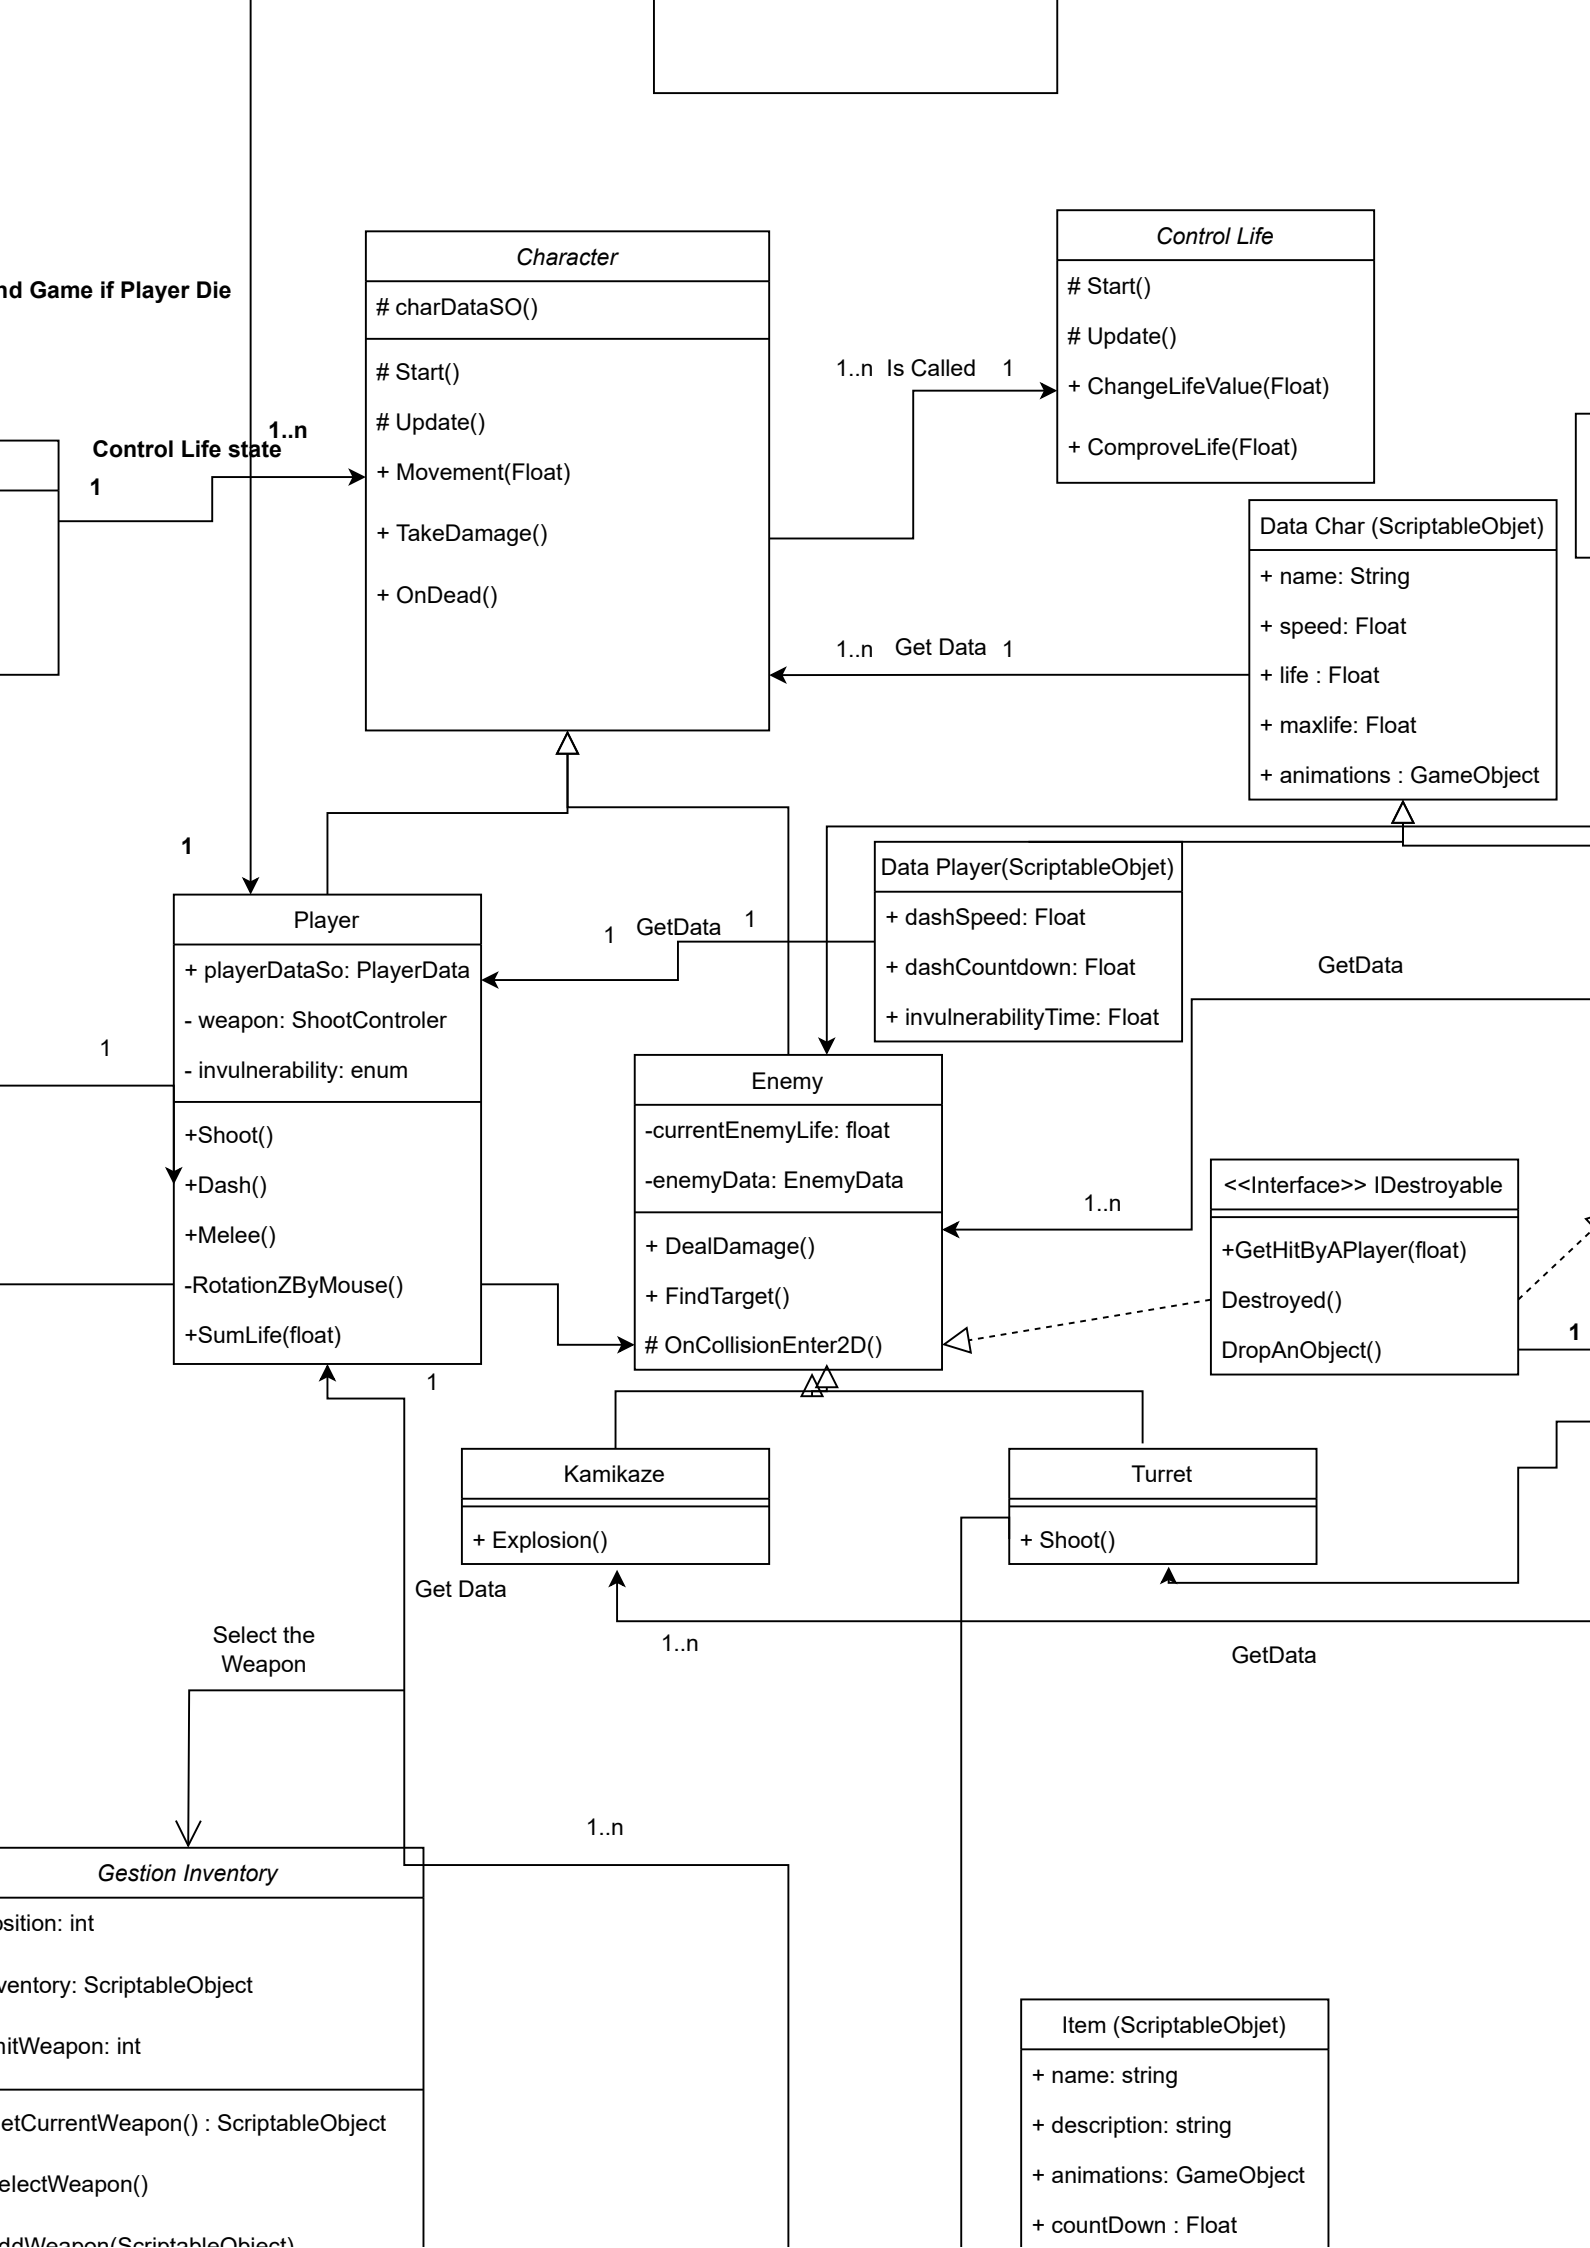 Control Life
# Start()
# Update()
+ ChangeLifeValue(Float)
+ ComproveLife(Float)
Character
# charDataSO()
# Start()
# Update()
+ Movement(Float)
+ TakeDamage()
+ OnDead()
nd Game if Player Die
1..n
Control Life state
1
1..n Is Called 1
Data Char (ScriptableObjet)
+ name: String
+ speed: Float
+ life : Float
+ maxlife: Float
+ animations : GameObject
1..n Get Data 1
1
Player
+ playerDataSo: PlayerData
- weapon: ShootControler
- invulnerability: enum
+Shoot()
+Dash()
+Melee()
-RotationZByMouse()
+SumLife(float)
1 GetData 1
Data Player(ScriptableObjet)
+ dashSpeed: Float
+ dashCountdown: Float
+ invulnerabilityTime: Float
GetData
1
Enemy
-currentEnemyLife: float
-enemyData: EnemyData
+ DealDamage()
+ FindTarget()
# OnCollisionEnter2D()
1..n
<<Interface>> IDestroyable
+GetHitByAPlayer(float)
Destroyed()
DropAnObject()
1
1
Kamikaze
+ Explosion()
Turret
+ Shoot()
Get Data
Select the
Weapon
1..n
GetData
1..n
Gestion Inventory
osition: int
ventory: ScriptableObject
nitWeapon: int
etCurrentWeapon() : ScriptableObject
electWeapon()
ddWeapon(ScriptableObject)
Item (ScriptableObjet)
+ name: string
+ description: string
+ animations: GameObject
+ countDown : Float